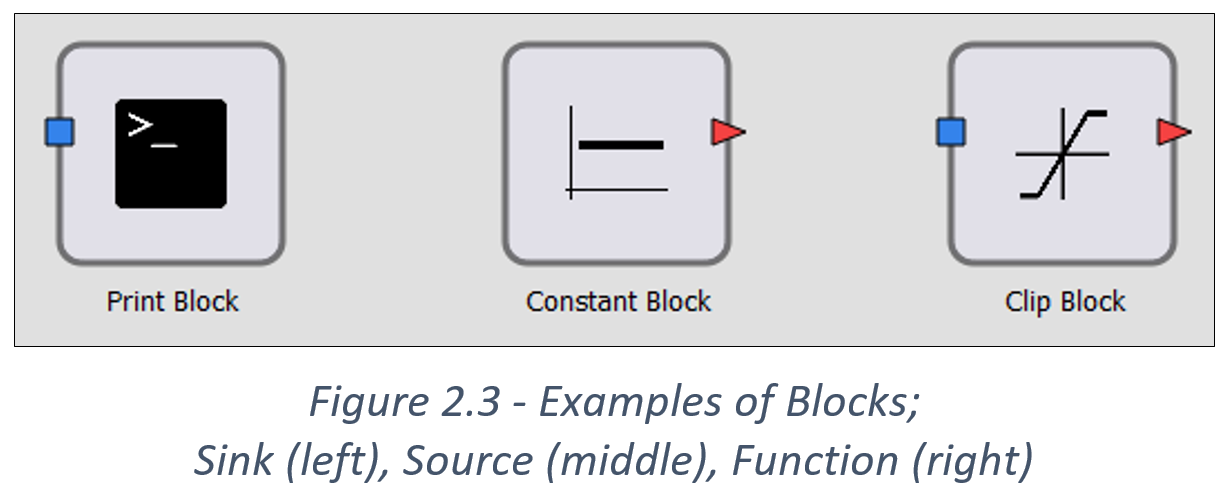 >_
Print Block
Constant Block
Clip Block
Figure 2.3 - Examples of Blocks;
Sink (left), Source (middle), Function (right)